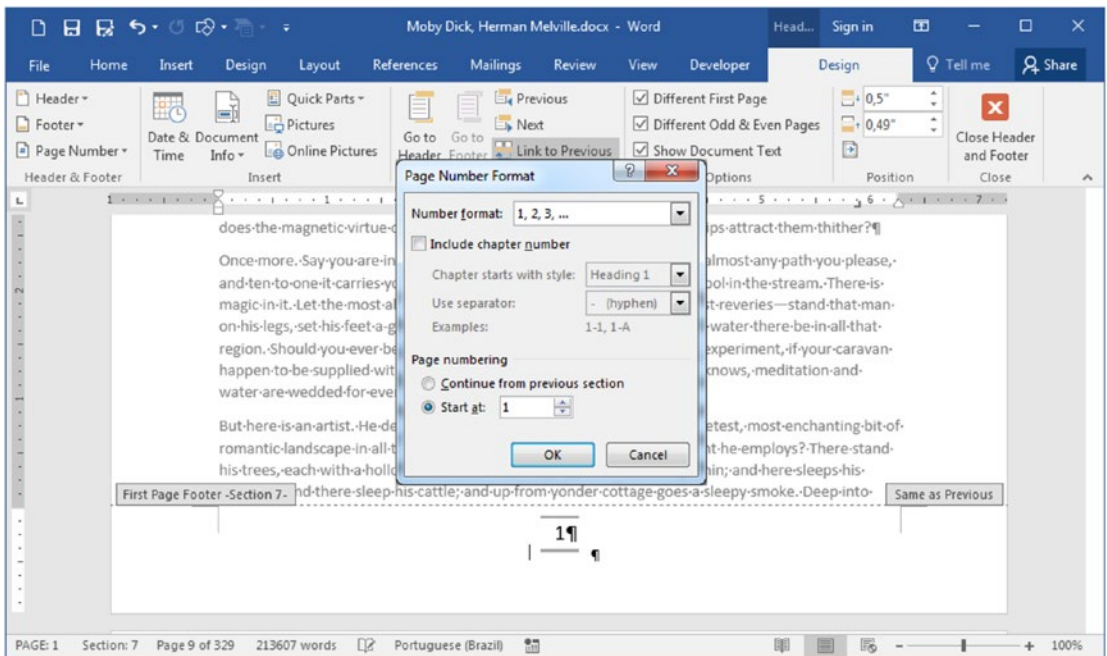 Moby Dick, Herman Melville.docx - Word Head... Sign in
File Home Insert Design Layout References Mailings Review View Developer Design Tell me Share
Header
Footer
Page Number
Header & Footer
Date & Time
Document Info
Quick Parts
Pictures
Online Pictures
Insert
Go to Header
Go to Footer
Previous
Next
Link to Previous
Different First Page
Different Odd & Even Pages
Show Document Text
Options
0,5"
0,49"
Position
Close Header and Footer
Close
1 1 5 6 7
does·the·magnetic·virtue· ips·attract·them·thither?¶
Once·more.·Say·you·are·in almost·any·path·you·please,·
and·ten·to·one·it·carries· ool·in·the·stream.·There·is·
magic·in·it.·Let·the·most· st·reveries—stand·that·man·
on·his·legs,·set·his·feet·a· water·there·be·in·all·that·
region.·Should·you·ever· experiment,·if·your·caravan·
happen·to·be·supplied· knows,·meditation·and·
water·are·wedded·for·
But·here·is·an·artist.·He· etest,·most·enchanting·bit·of·
romantic·landscape·in·all· nt·he·employs?·There·stand·
his·trees,·each·with·a· hin;·and·here·sleeps·his·
nd·there·sleep·his·cattle;·and·up·from·yonder·cottage·goes·a·sleepy·smoke.·Deep·into·
First Page Footer -Section 7-
Same as Previous
1¶
¶
Page Number Format
Number format: 1, 2, 3, ...
Include chapter number
Chapter starts with style: Heading 1
Use separator: - (hyphen)
Examples: 1-1, 1-A
Page numbering
Continue from previous section
Start at: 1
OK Cancel
PAGE: 1 Section: 7 Page 9 of 329 213607 words Portuguese (Brazil) 100%